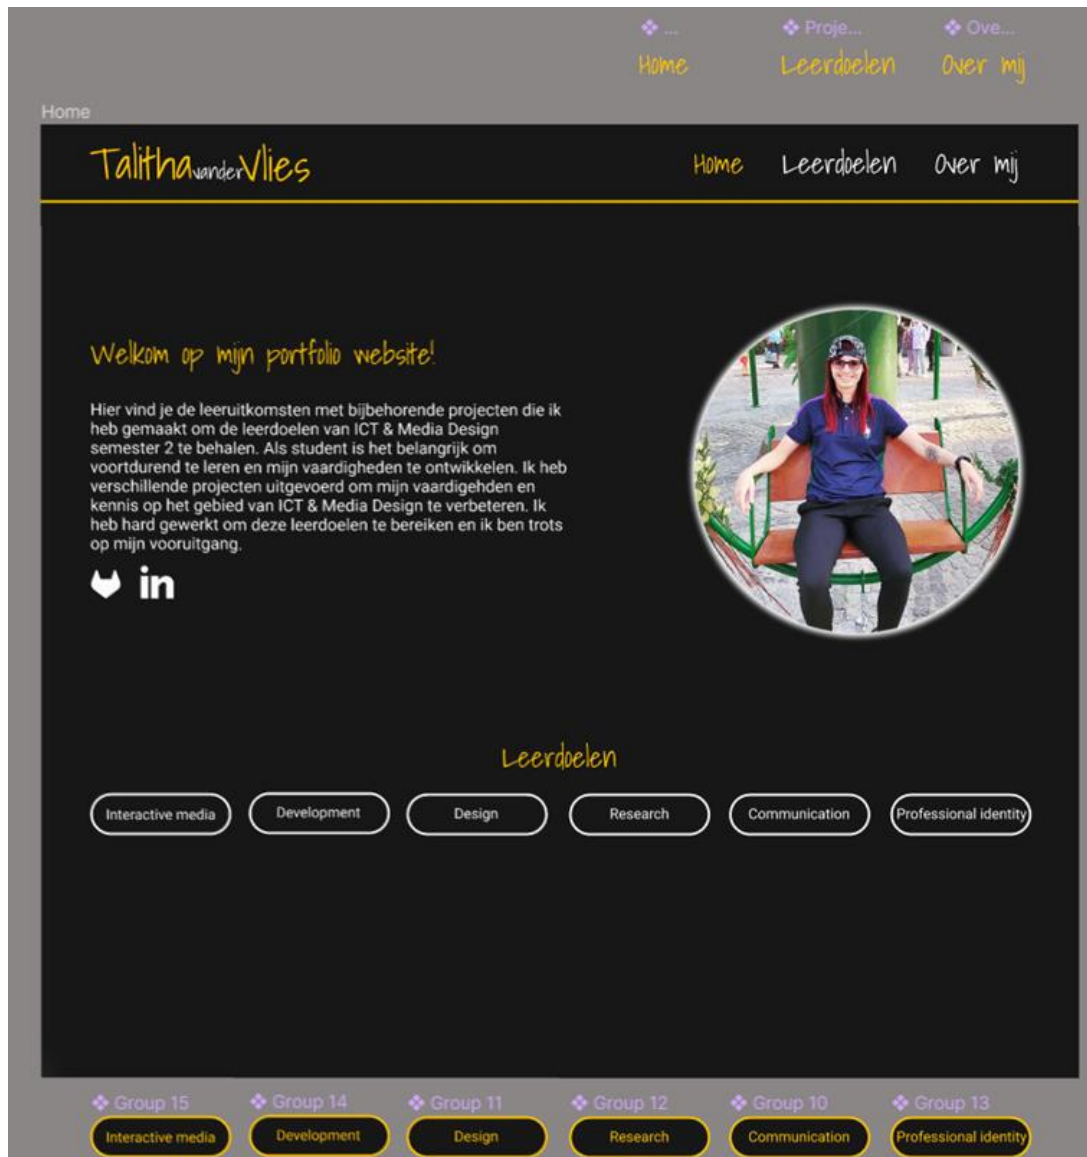 ...
Proje...
Ove...
Home
Leerdoelen
Over mij
Home
Talitha van der Vlies
Home
Leerdoelen
Over mij
Welkom op mijn portfolio website!
Hier vind je de leeruitkomsten met bijbehorende projecten die ik
heb gemaakt om de leerdoelen van ICT & Media Design
semester 2 te behalen. Als student is het belangrijk om
voortdurend te leren en mijn vaardigheden te ontwikkelen. Ik heb
verschillende projecten uitgevoerd om mijn vaardigehden en
kennis op het gebied van ICT & Media Design te verbeteren. Ik
heb hard gewerkt om deze leerdoelen te bereiken en ik ben trots
op mijn vooruitgang.
in
Leerdoelen
Interactive media
Development
Design
Research
Communication
Professional identity
Group 15
Group 14
Group 11
Group 12
Group 10
Group 13
Interactive media
Development
Design
Research
Communication
Professional identity